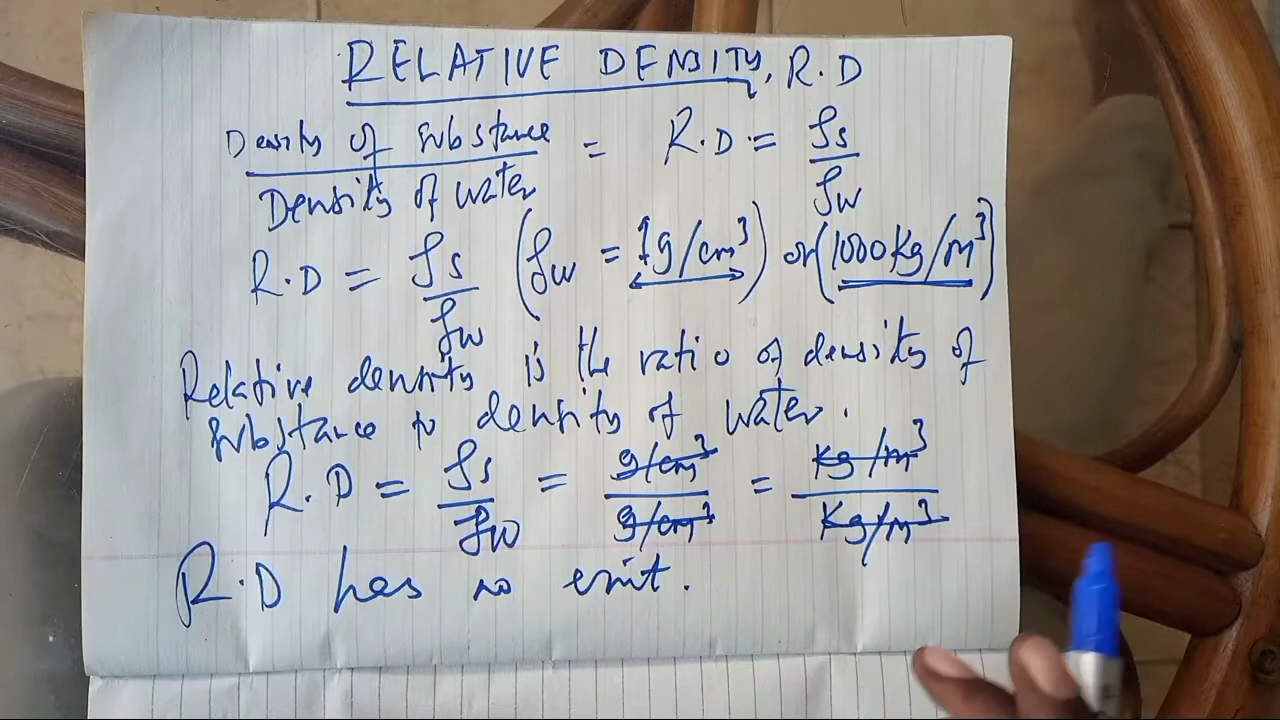 RELATIVE DENSITY, R.D
Density of substance / Density of water = R.D = ρs/ρw
R.D = ρs/ρw (ρw = 1g/cm³) or (1000Kg/m³)
Relative density is the ratio of density of
substance to density of water.
R.D = ρs/ρw = g/cm³ / g/cm³ = Kg/m³ / Kg/m³
R.D has no unit.